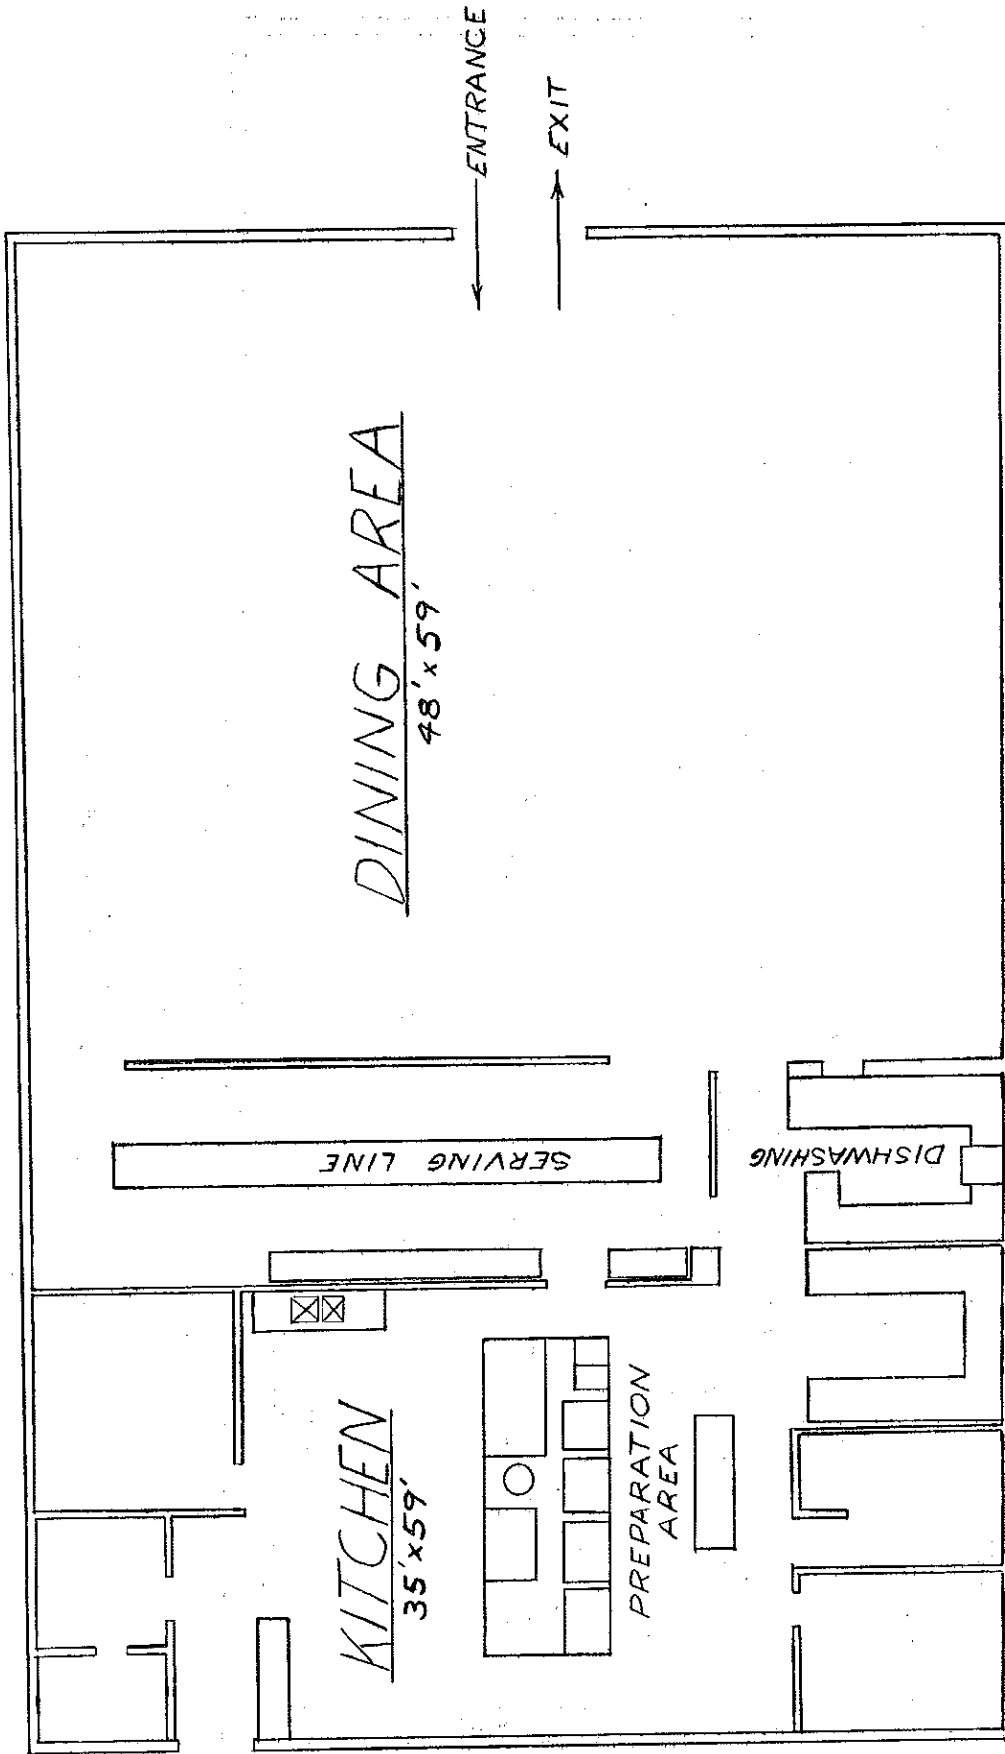 ENTRANCE
EXIT
DINING AREA
48' x 59'
SERVING LINE
DISHWASHING
KITCHEN
35' x 59'
PREPARATION
AREA